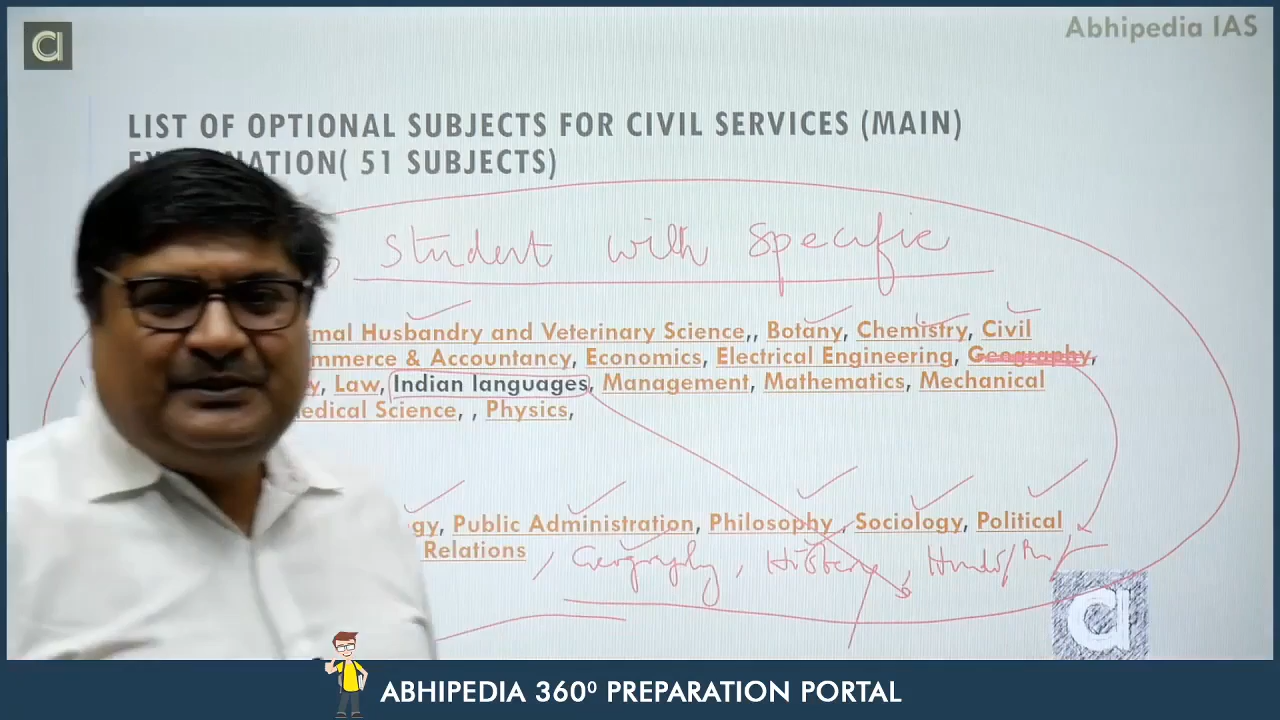 Abhipedia IAS
LIST OF OPTIONAL SUBJECTS FOR CIVIL SERVICES (MAIN)
EXAMINATION( 51 SUBJECTS)
student with specific
mal Husbandry and Veterinary Science,, Botany, Chemistry, Civil
mmerce & Accountancy, Economics, Electrical Engineering, Geography,
y, Law, Indian languages, Management, Mathematics, Mechanical
edical Science, , Physics,
gy, Public Administration, Philosophy , Sociology, Political
Relations , Geography, History,
ABHIPEDIA 360⁰ PREPARATION PORTAL